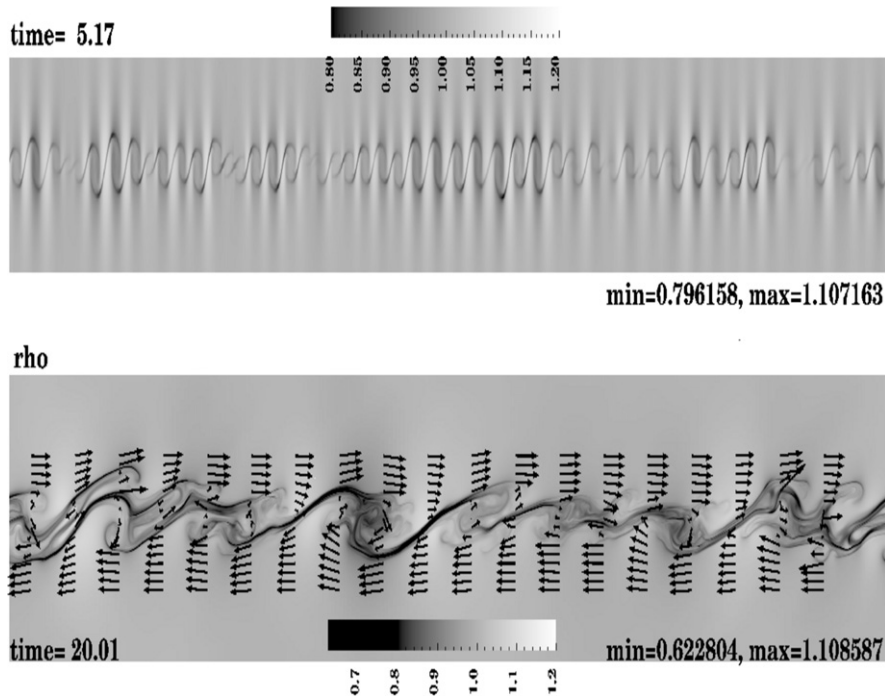 time= 5.17
0.80 0.85 0.90 0.95 1.00 1.05 1.10 1.15 1.20
min=0.796158, max=1.107163
rho
time= 20.01
min=0.622804, max=1.108587
0.7 0.8 0.9 1.0 1.1 1.2